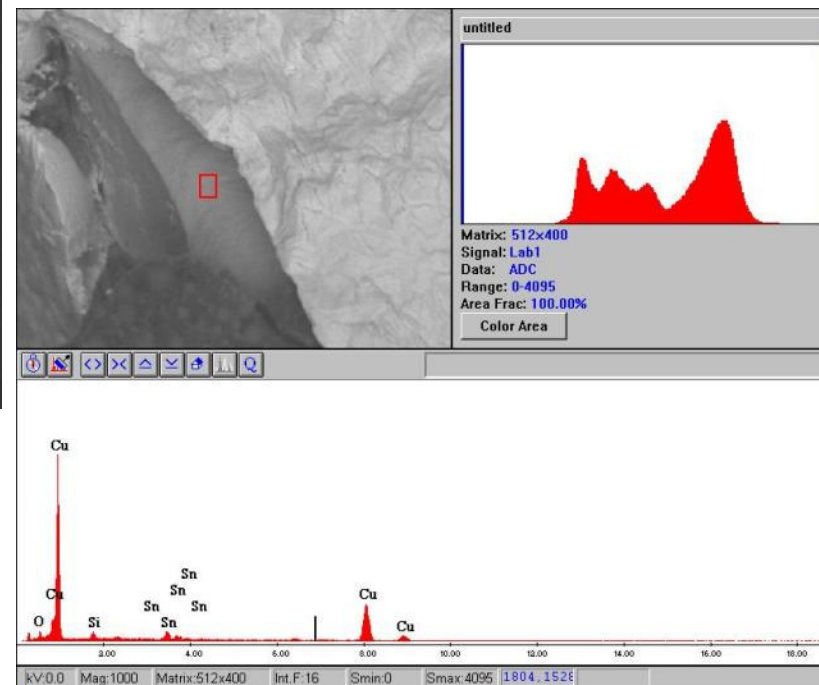 untitled
Matrix: 512x400
Signal: Lab1
Data: ADC
Range: 0-4095
Area Frac: 100.00%
Color Area
Cu
Sn
Sn
Cu
Sn
Sn
Cu
O
Si
Sn
Cu
2.00 4.00 6.00 8.00 10.00 12.00 14.00 16.00 18.00
kV:0.0 Mag:1000 Matrix:512x400 Int.F:16 Smin:0 Smax:4095 1804,1528